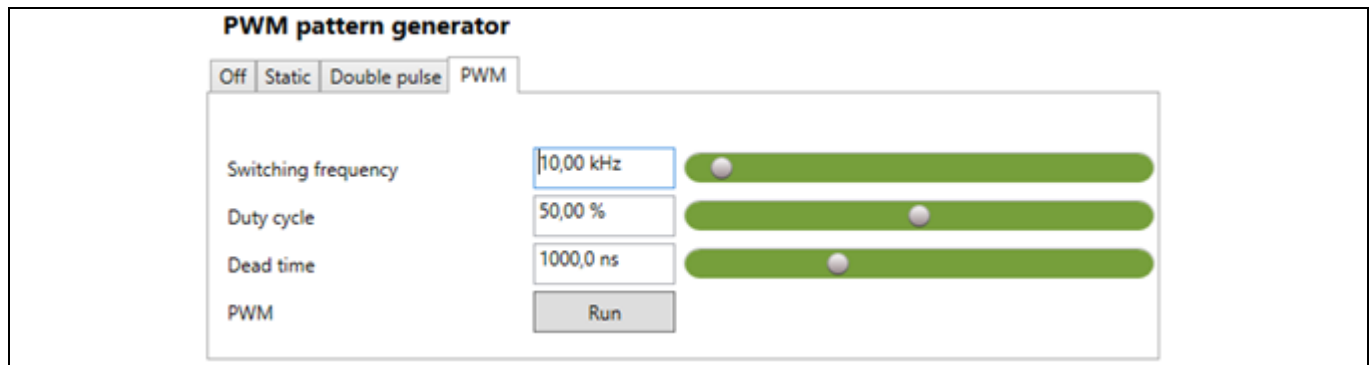 PWM pattern generator
Off Static Double pulse PWM
Switching frequency 10,00 kHz
Duty cycle 50,00 %
Dead time 1000,0 ns
PWM Run